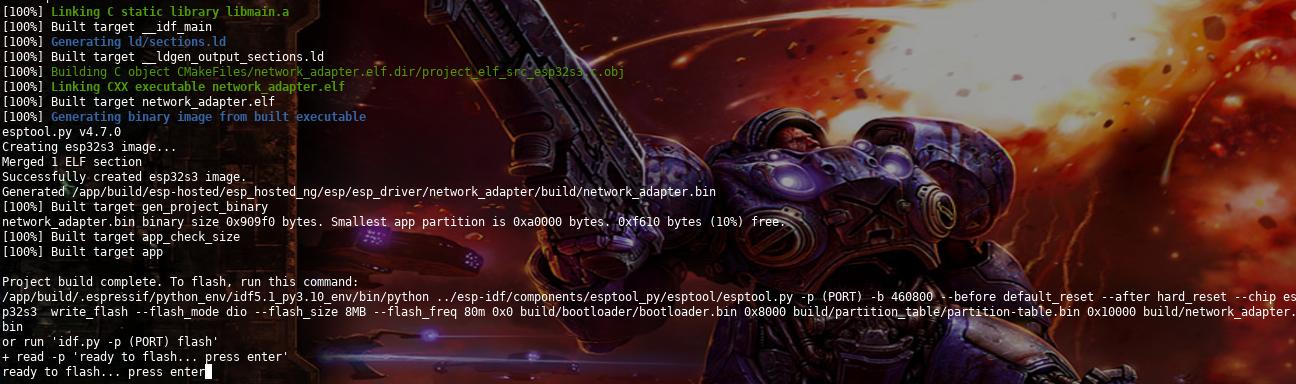 [100%] Linking C static library libmain.a
[100%] Built target __idf_main
[100%] Generating ld/sections.ld
[100%] Built target __ldgen_output_sections.ld
[100%] Building C object CMakeFiles/network_adapter.elf.dir/project_elf_src_esp32s3.c.obj
[100%] Linking CXX executable network_adapter.elf
[100%] Built target network_adapter.elf
[100%] Generating binary image from built executable
esptool.py v4.7.0
Creating esp32s3 image...
Merged 1 ELF section
Successfully created esp32s3 image.
Generated /app/build/esp-hosted/esp_hosted_ng/esp/esp_driver/network_adapter/build/network_adapter.bin
[100%] Built target gen_project_binary
network_adapter.bin binary size 0x909f0 bytes. Smallest app partition is 0xa0000 bytes. 0xf610 bytes (10%) free.
[100%] Built target app_check_size
[100%] Built target app
Project build complete. To flash, run this command:
/app/build/.espressif/python_env/idf5.1_py3.10_env/bin/python ../esp-idf/components/esptool_py/esptool/esptool.py -p (PORT) -b 460800 --before default_reset --after hard_reset --chip es
p32s3  write_flash --flash_mode dio --flash_size 8MB --flash_freq 80m 0x0 build/bootloader/bootloader.bin 0x8000 build/partition_table/partition-table.bin 0x10000 build/network_adapter.
bin
or run 'idf.py -p (PORT) flash'
+ read -p 'ready to flash... press enter'
ready to flash... press enter